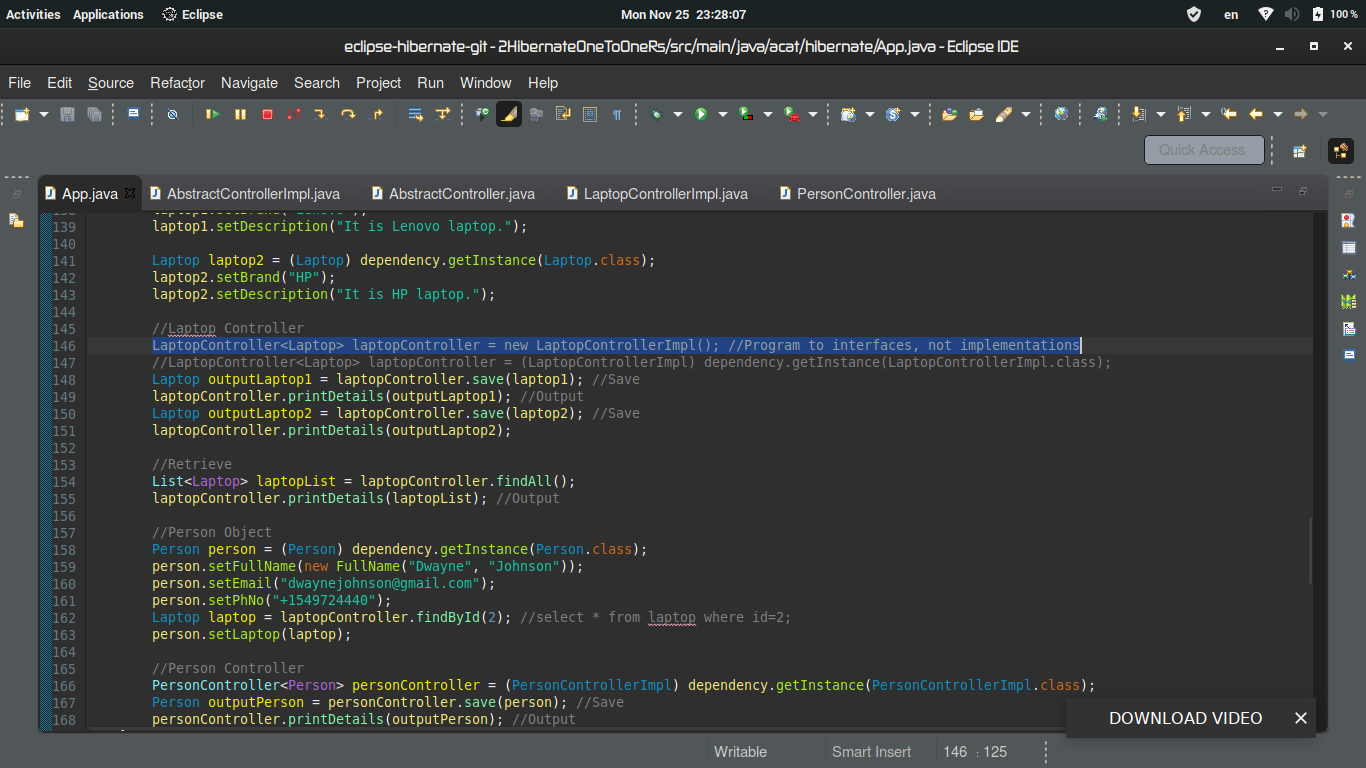 Activities Applications Eclipse Mon Nov 25 23:28:07 en 100 %
eclipse-hibernate-git - 2HibernateOneToOneRs/src/main/java/acat/hibernate/App.java - Eclipse IDE
File Edit Source Refactor Navigate Search Project Run Window Help
Quick Access
App.java AbstractControllerImpl.java AbstractController.java LaptopControllerImpl.java PersonController.java
139 laptop1.setDescription("It is Lenovo laptop.");
140
141 Laptop laptop2 = (Laptop) dependency.getInstance(Laptop.class);
142 laptop2.setBrand("HP");
143 laptop2.setDescription("It is HP laptop.");
144
145 //Laptop Controller
146 LaptopController<Laptop> laptopController = new LaptopControllerImpl(); //Program to interfaces, not implementations
147 //LaptopController<Laptop> laptopController = (LaptopControllerImpl) dependency.getInstance(LaptopControllerImpl.class);
148 Laptop outputLaptop1 = laptopController.save(laptop1); //Save
149 laptopController.printDetails(outputLaptop1); //Output
150 Laptop outputLaptop2 = laptopController.save(laptop2); //Save
151 laptopController.printDetails(outputLaptop2);
152
153 //Retrieve
154 List<Laptop> laptopList = laptopController.findAll();
155 laptopController.printDetails(laptopList); //Output
156
157 //Person Object
158 Person person = (Person) dependency.getInstance(Person.class);
159 person.setFullName(new FullName("Dwayne", "Johnson"));
160 person.setEmail("dwaynejohnson@gmail.com");
161 person.setPhNo("+1549724440");
162 Laptop laptop = laptopController.findById(2); //select * from laptop where id=2;
163 person.setLaptop(laptop);
164
165 //Person Controller
166 PersonController<Person> personController = (PersonControllerImpl) dependency.getInstance(PersonControllerImpl.class);
167 Person outputPerson = personController.save(person); //Save
168 personController.printDetails(outputPerson); //Output
DOWNLOAD VIDEO
Writable Smart Insert 146 : 125